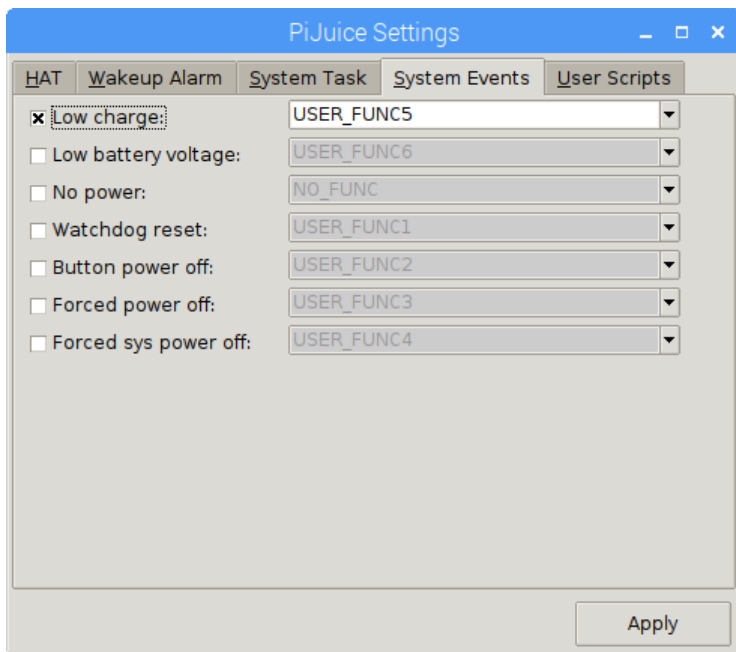 PiJuice Settings
HAT Wakeup Alarm System Task System Events User Scripts
Low charge: USER_FUNC5
Low battery voltage: USER_FUNC6
No power: NO_FUNC
Watchdog reset: USER_FUNC1
Button power off: USER_FUNC2
Forced power off: USER_FUNC3
Forced sys power off: USER_FUNC4
Apply